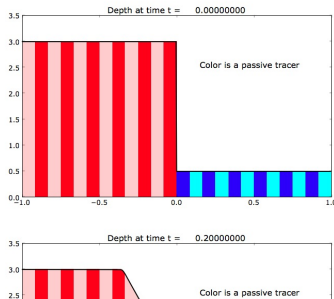 Depth at time t = 0.00000000
3.5
3.0
Color is a passive tracer
2.5
2.0
1.5
1.0
0.5
0.0
−1.0 −0.5 0.0 0.5 1.0
Depth at time t = 0.20000000
3.5
3.0
Color is a passive tracer
2.5